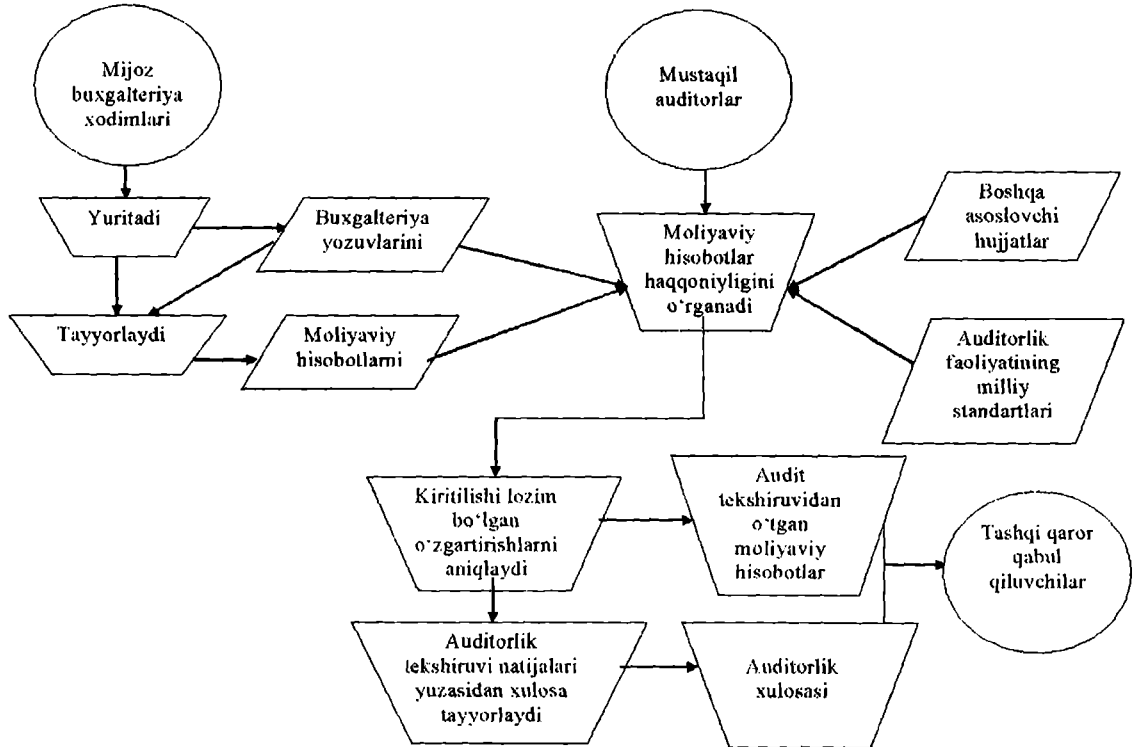 Mijoz
buxgalteriya
xodimlari
Mustaqil
auditorlar
Yuritadi
Buxgalteriya
yozuvlarini
Moliyaviy
hisobotlar
haqqoniyligini
o‘rganadi
Boshqa
asoslovchi
hujjatlar
Tayyorlaydi
Moliyaviy
hisobotlarni
Auditorlik
faoliyatining
milliy
standartlari
Kiritilishi lozim
bo‘lgan
o‘zgartirishlarni
aniqlaydi
Audit
tekshiruvidan
o‘tgan
moliyaviy
hisobotlar
Tashqi qaror
qabul
qiluvchilar
Auditorlik
tekshiruvi natijalari
yuzasidan xulosa
tayyorlaydi
Auditorlik
xulosasi